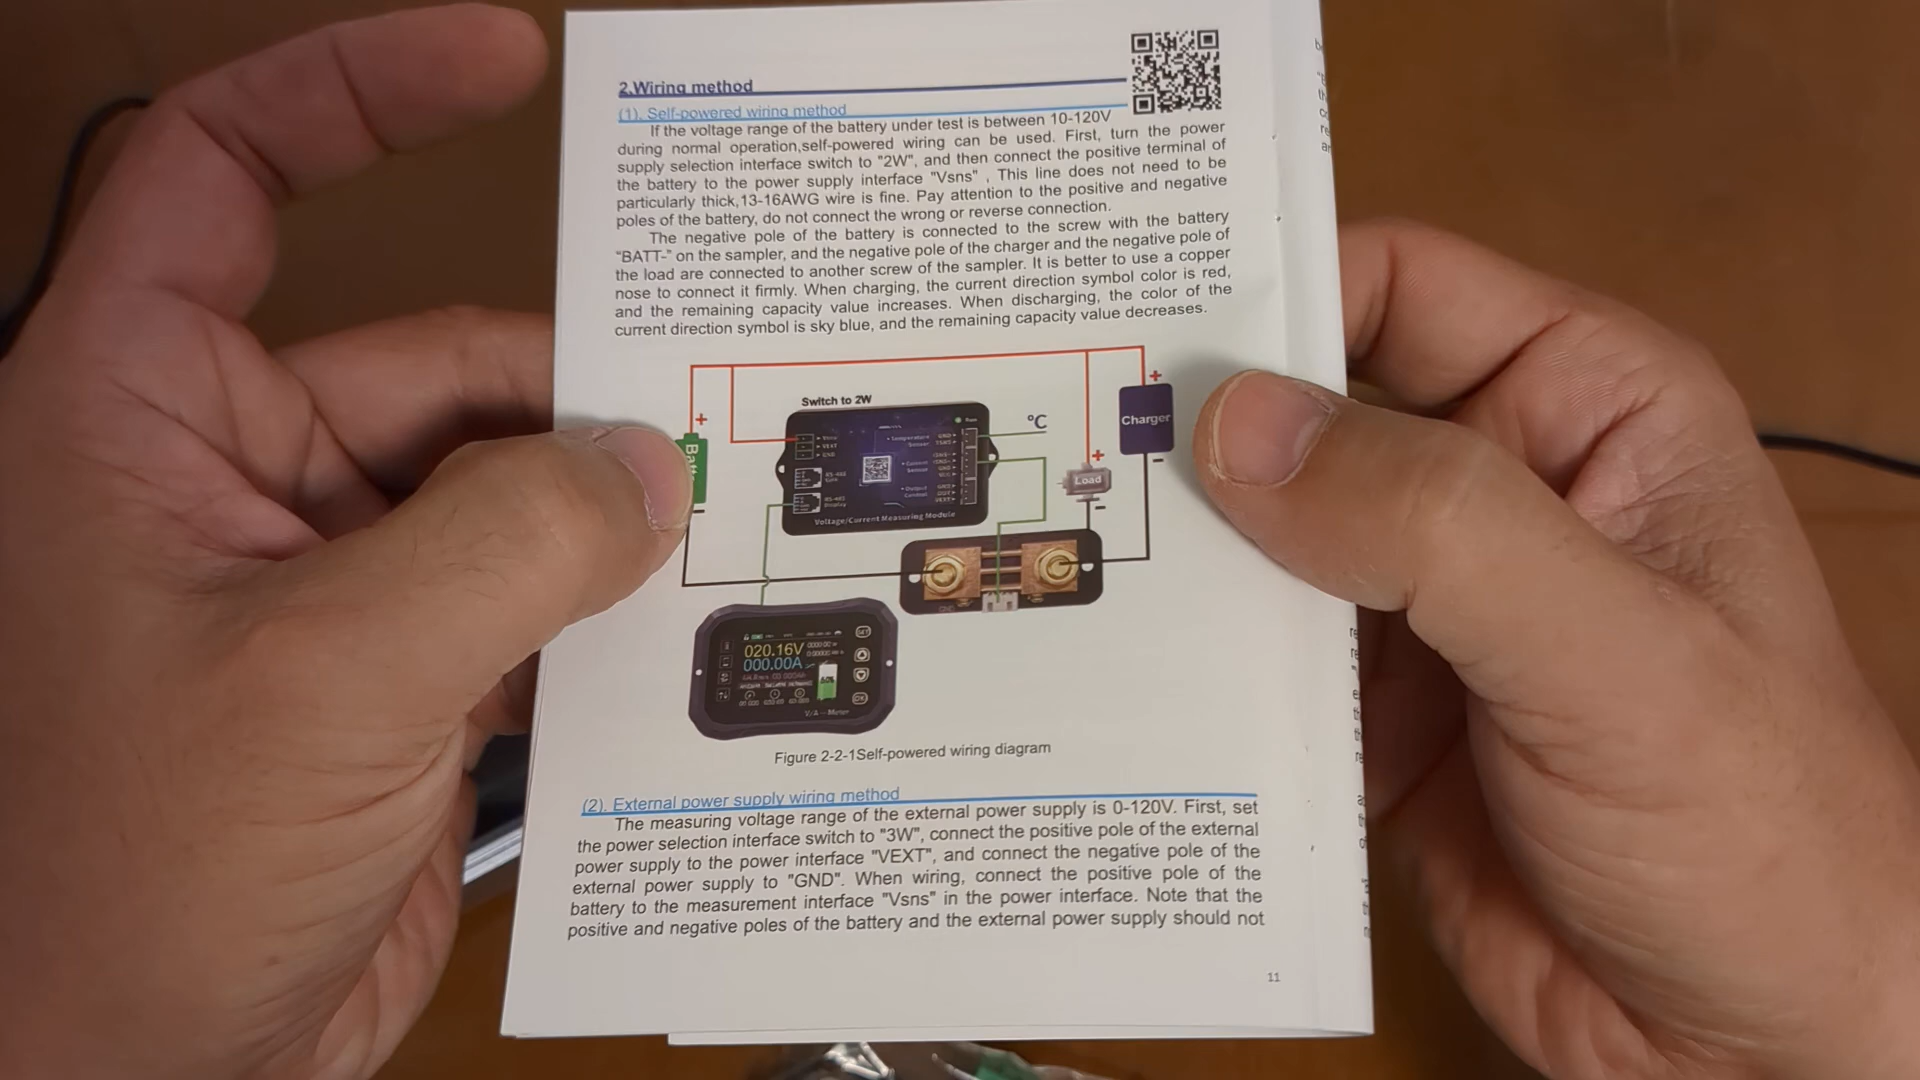 2.Wiring method
(1). Self-powered wiring method
If the voltage range of the battery under test is between 10-120V
during normal operation,self-powered wiring can be used. First, turn the power
supply selection interface switch to "2W", and then connect the positive terminal of
the battery to the power supply interface "Vsns" . This line does not need to be
particularly thick,13-16AWG wire is fine. Pay attention to the positive and negative
poles of the battery, do not connect the wrong or reverse connection.
The negative pole of the battery is connected to the screw with the battery
"BATT-" on the sampler, and the negative pole of the charger and the negative pole of
the load are connected to another screw of the sampler. It is better to use a copper
nose to connect it firmly. When charging, the current direction symbol color is red,
and the remaining capacity value increases. When discharging, the color of the
current direction symbol is sky blue, and the remaining capacity value decreases.
Switch to 2W
°C
+
Charger
-
+
Batt
-
+
Load
-
VEXT
GND
Voltage/Current Measuring Module
GND
020.16V
000.00A
SET
OK
V/A - Meter
Figure 2-2-1Self-powered wiring diagram
(2). External power supply wiring method
The measuring voltage range of the external power supply is 0-120V. First, set
the power selection interface switch to "3W", connect the positive pole of the external
power supply to the power interface "VEXT", and connect the negative pole of the
external power supply to "GND". When wiring, connect the positive pole of the
battery to the measurement interface "Vsns" in the power interface. Note that the
positive and negative poles of the battery and the external power supply should not
11